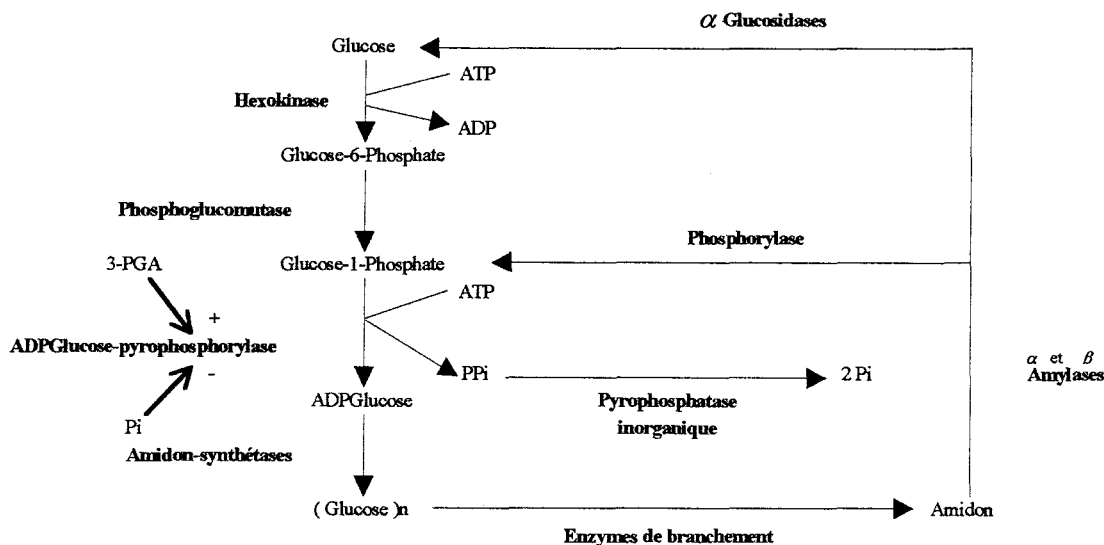 α Glucosidases
Glucose
ATP
Hexokinase
ADP
Glucose-6-Phosphate
Phosphoglucomutase
Phosphorylase
3-PGA
Glucose-1-Phosphate
ATP
+
ADPGlucose-pyrophosphorylase
-
PPi
2 Pi
α et β
Amylases
ADPGlucose
Pyrophosphatase
inorganique
Pi
Amidon-synthétases
( Glucose )n
Amidon
Enzymes de branchement